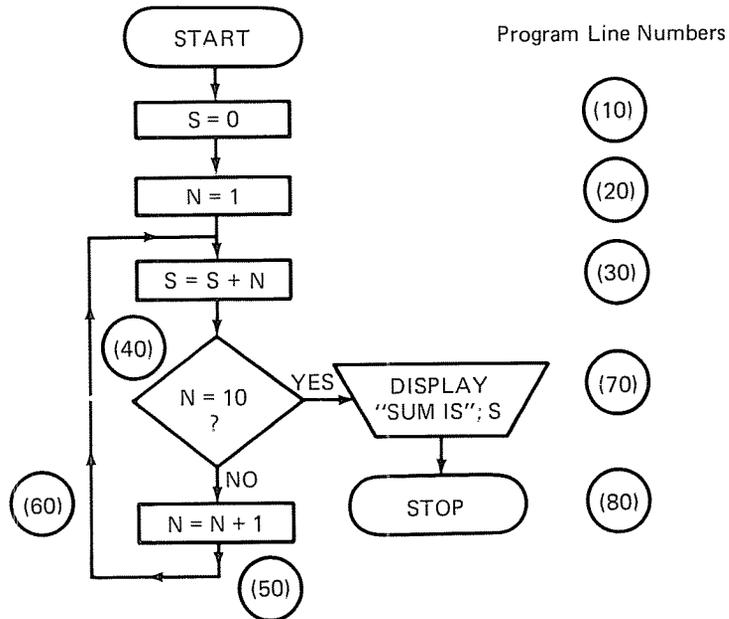 START
Program Line Numbers
S = 0
(10)
N = 1
(20)
S = S + N
(30)
(40)
N = 10
?
YES
DISPLAY
"SUM IS"; S
(70)
NO
(60)
N = N + 1
STOP
(80)
(50)